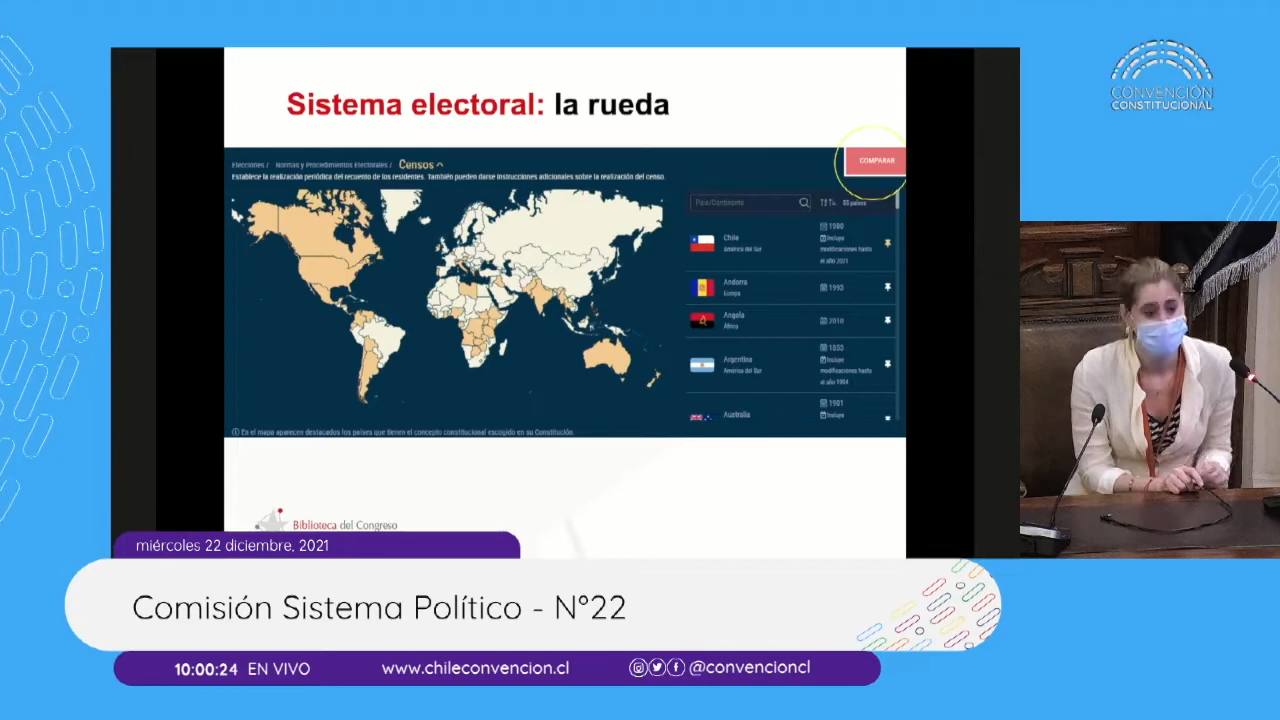 CONVENCIÓN
CONSTITUCIONAL
Sistema electoral: la rueda
Elecciones / Normas y Procedimientos Electorales / Censos
Establece la realización periódica del recuento de los residentes. También pueden darse instrucciones adicionales sobre la realización del censo.
COMPARAR
País/Continente
55 países
Chile
América del Sur
1980
Incluye
modificaciones hasta
el año 2021
Andorra
Europa
1993
Angola
África
2010
Argentina
América del Sur
1853
Incluye
modificaciones hasta
el año 1994
Australia
1901
Incluye
En el mapa aparecen destacados los países que tienen el concepto constitucional escogido en su Constitución.
Biblioteca del Congreso
miércoles 22 diciembre, 2021
Comisión Sistema Político - N°22
10:00:24 EN VIVO
www.chileconvencion.cl
@convencioncl